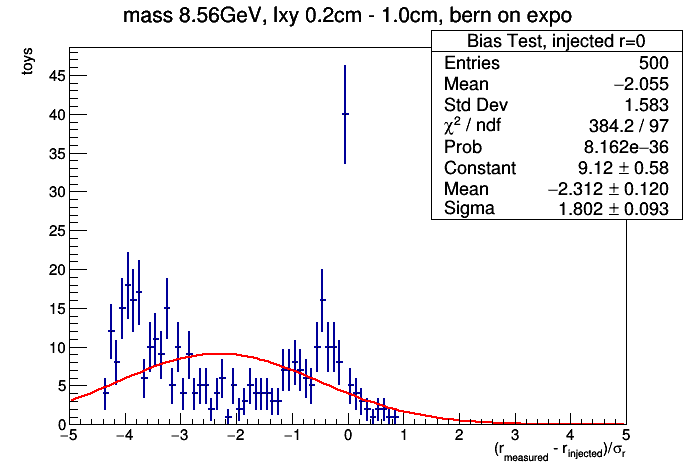 mass 8.56GeV, lxy 0.2cm - 1.0cm, bern on expo
Bias Test, injected r=0
Entries 500
Mean −2.055
Std Dev 1.583
χ² / ndf 384.2 / 97
Prob 8.162e−36
Constant 9.12 ± 0.58
Mean −2.312 ± 0.120
Sigma 1.802 ± 0.093
toys
45
40
35
30
25
20
15
10
5
0
−5 −4 −3 −2 −1 0 1 2 3 4 5
(r_measured - r_injected)/σ_r